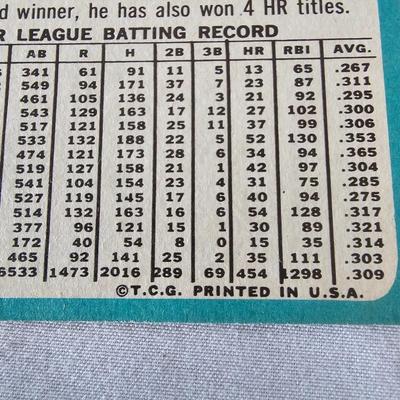 d winner, he has also won 4 HR titles.
R LEAGUE BATTING RECORD
AB R H 2B 3B HR RBI AVG.
341 61 91 11 5 13 65 .267
549 94 171 37 7 23 87 .311
461 105 136 24 3 21 92 .295
543 129 163 17 12 37 99 .300
517 121 158 23 11 38 89 .306
533 132 188 22 5 52 130 .353
474 121 173 28 6 34 94 .365
519 127 158 21 1 42 97 .304
541 104 154 23 4 31 75 .285
527 119 145 17 6 40 94 .275
514 132 163 16 6 54 128 .317
377 96 121 15 1 30 89 .321
172 40 54 8 0 15 35 .314
465 92 141 25 2 35 111 .303
6533 1473 2016 289 69 454 1298 .309
©T.C.G. PRINTED IN U.S.A.